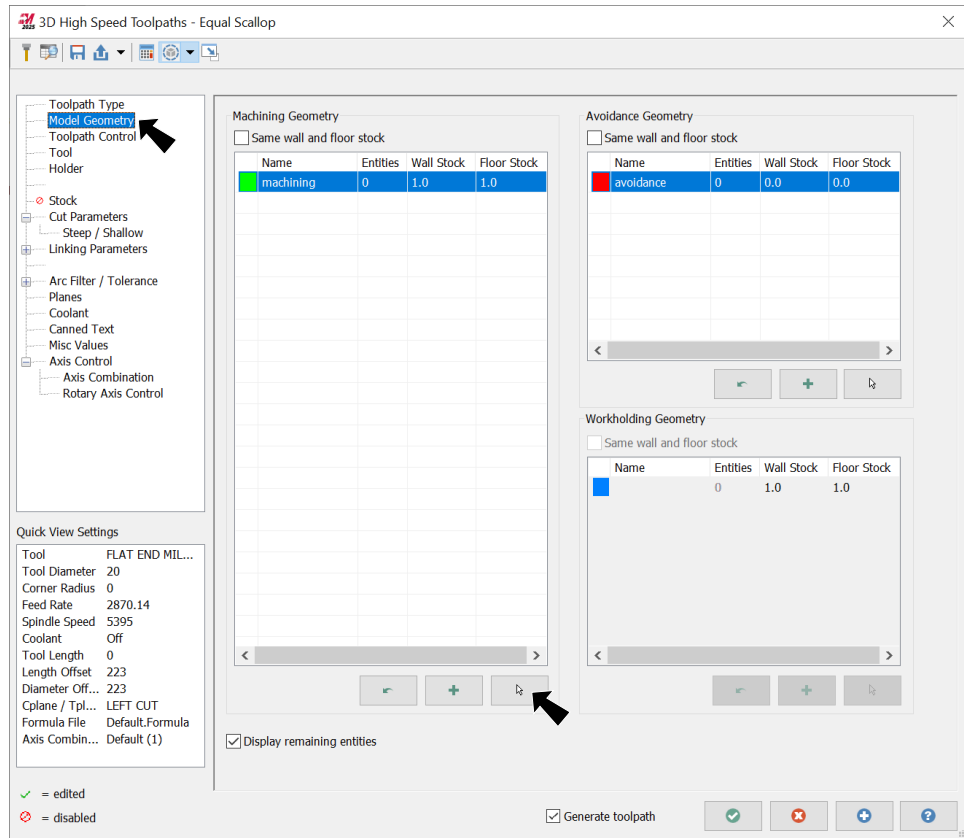 2025 3D High Speed Toolpaths - Equal Scallop
Toolpath Type
Model Geometry
Toolpath Control
Tool
Holder
Stock
Cut Parameters
Steep / Shallow
Linking Parameters
Arc Filter / Tolerance
Planes
Coolant
Canned Text
Misc Values
Axis Control
Axis Combination
Rotary Axis Control
Quick View Settings
Tool FLAT END MIL...
Tool Diameter 20
Corner Radius 0
Feed Rate 2870.14
Spindle Speed 5395
Coolant Off
Tool Length 0
Length Offset 223
Diameter Off... 223
Cplane / Tpl... LEFT CUT
Formula File Default.Formula
Axis Combin... Default (1)
= edited
= disabled
Machining Geometry
Same wall and floor stock
Name Entities Wall Stock Floor Stock
machining 0 1.0 1.0
Display remaining entities
Avoidance Geometry
Same wall and floor stock
Name Entities Wall Stock Floor Stock
avoidance 0 0.0 0.0
Workholding Geometry
Same wall and floor stock
Name Entities Wall Stock Floor Stock
0 1.0 1.0
Generate toolpath